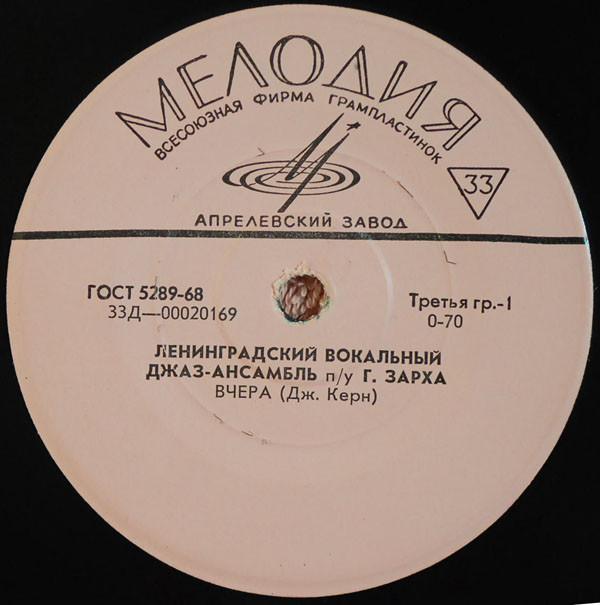 МЕЛОДИЯ
ВСЕСОЮЗНАЯ ФИРМА ГРАМПЛАСТИНОК
33
АПРЕЛЕВСКИЙ ЗАВОД
ГОСТ 5289-68
33Д—00020169
Третья гр.-1
0-70
ЛЕНИНГРАДСКИЙ ВОКАЛЬНЫЙ
ДЖАЗ-АНСАМБЛЬ п/у Г. ЗАРХА
ВЧЕРА (Дж. Керн)